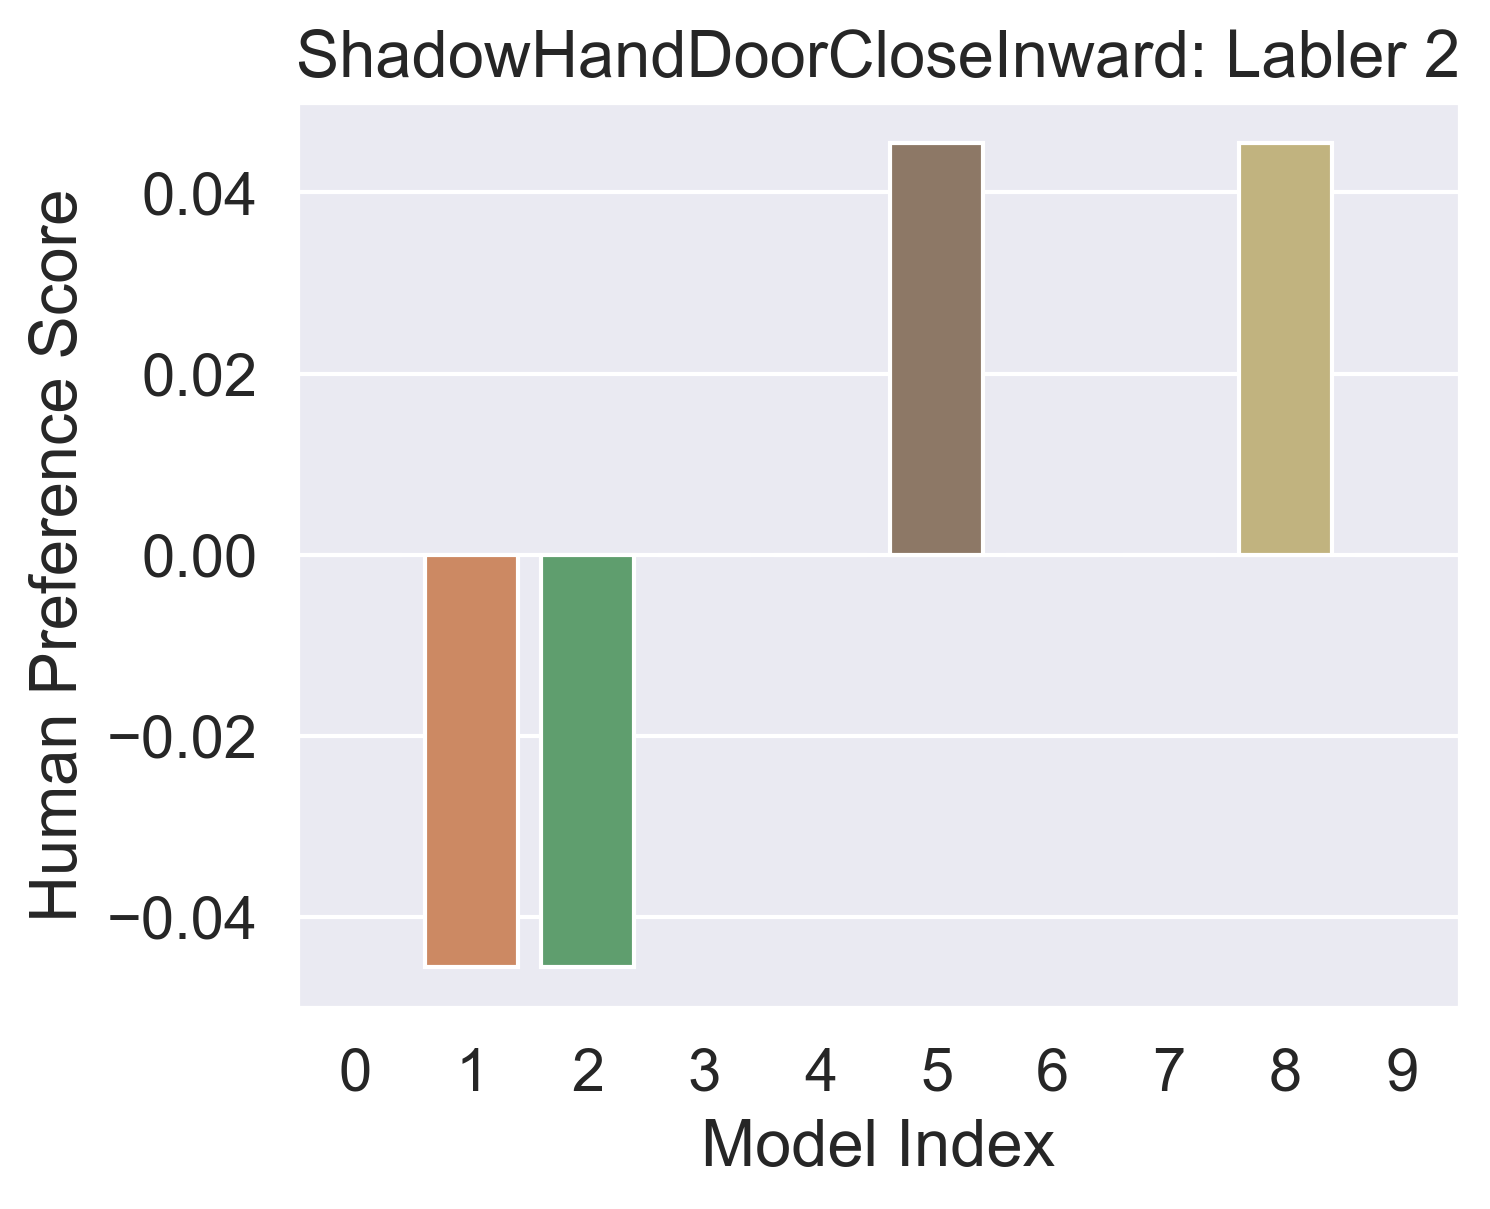 ShadowHandDoorCloseInward: Labler 2
Human Preference Score
0.04
0.02
0.00
−0.02
−0.04
0 1 2 3 4 5 6 7 8 9
Model Index